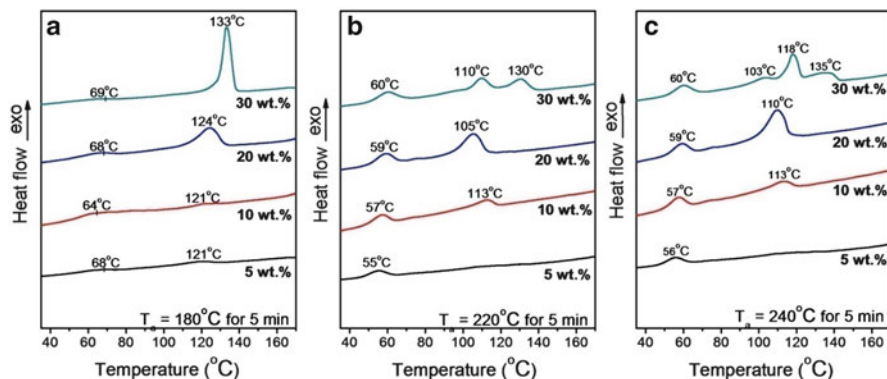 a
133°C
69°C
30 wt.%
124°C
68°C
20 wt.%
64°C
121°C
10 wt.%
121°C
68°C
5 wt.%
T_a = 180°C for 5 min
Heat flow exo
40 60 80 100 120 140 160
Temperature (°C)
b
60°C
110°C
130°C
30 wt.%
59°C
105°C
20 wt.%
57°C
113°C
10 wt.%
55°C
5 wt.%
T_a = 220°C for 5 min
Heat flow exo
40 60 80 100 120 140 160
Temperature (°C)
c
60°C
103°C
118°C
135°C
30 wt.%
59°C
110°C
20 wt.%
57°C
113°C
10 wt.%
56°C
5 wt.%
T_a = 240°C for 5 min
Heat flow exo
40 60 80 100 120 140 160
Temperature (°C)